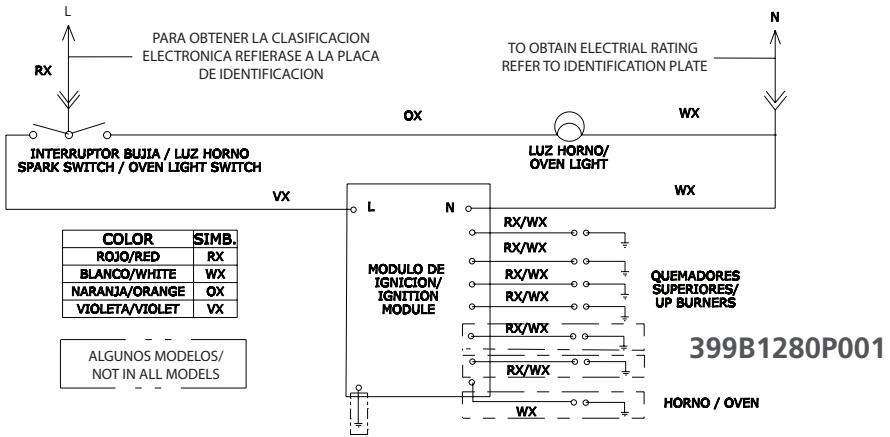 L
N
PARA OBTENER LA CLASIFICACION
ELECTRONICA REFIERASE A LA PLACA
DE IDENTIFICACION
TO OBTAIN ELECTRIAL RATING
REFER TO IDENTIFICATION PLATE
RX
OX
WX
INTERRUPTOR BUJIA / LUZ HORNO
SPARK SWITCH / OVEN LIGHT SWITCH
LUZ HORNO/
OVEN LIGHT
VX
WX
L
N
COLOR SIMB.
ROJO/RED RX
BLANCO/WHITE WX
NARANJA/ORANGE OX
VIOLETA/VIOLET VX
MODULO DE
IGNICION/
IGNITION
MODULE
RX/WX
RX/WX
RX/WX
RX/WX
RX/WX
RX/WX
WX
QUEMADORES
SUPERIORES/
UP BURNERS
399B1280P001
ALGUNOS MODELOS/
NOT IN ALL MODELS
HORNO / OVEN